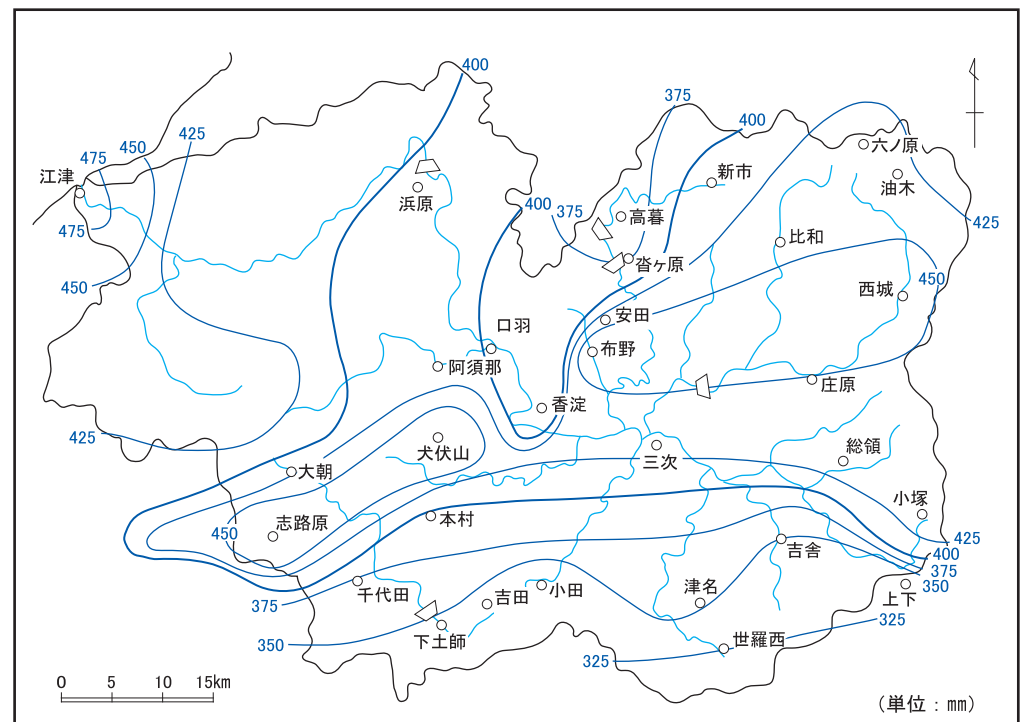 400
375
400
425
450
475
江津
浜原
新市
六ノ原
油木
475
400
375
高暮
425
比和
沓ヶ原
450
450
西城
安田
口羽
布野
阿須那
庄原
香淀
425
犬伏山
三次
総領
大朝
小塚
志路原
450
本村
吉舎
425
400
375
350
千代田
375
吉田
小田
津名
上下
下土師
325
350
世羅西
325
0 5 10 15km
(単位：mm)